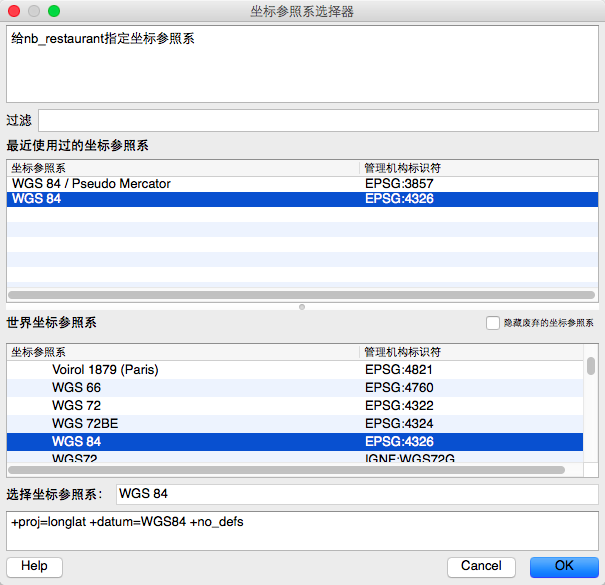 坐标参照系选择器
给nb_restaurant指定坐标参照系
过滤
最近使用过的坐标参照系
坐标参照系 管理机构标识符
WGS 84 / Pseudo Mercator EPSG:3857
WGS 84 EPSG:4326
世界坐标参照系 隐藏废弃的坐标参照系
坐标参照系 管理机构标识符
Voirol 1879 (Paris) EPSG:4821
WGS 66 EPSG:4760
WGS 72 EPSG:4322
WGS 72BE EPSG:4324
WGS 84 EPSG:4326
WGS72 IGNF:WGS72G
选择坐标参照系： WGS 84
+proj=longlat +datum=WGS84 +no_defs
Help Cancel OK